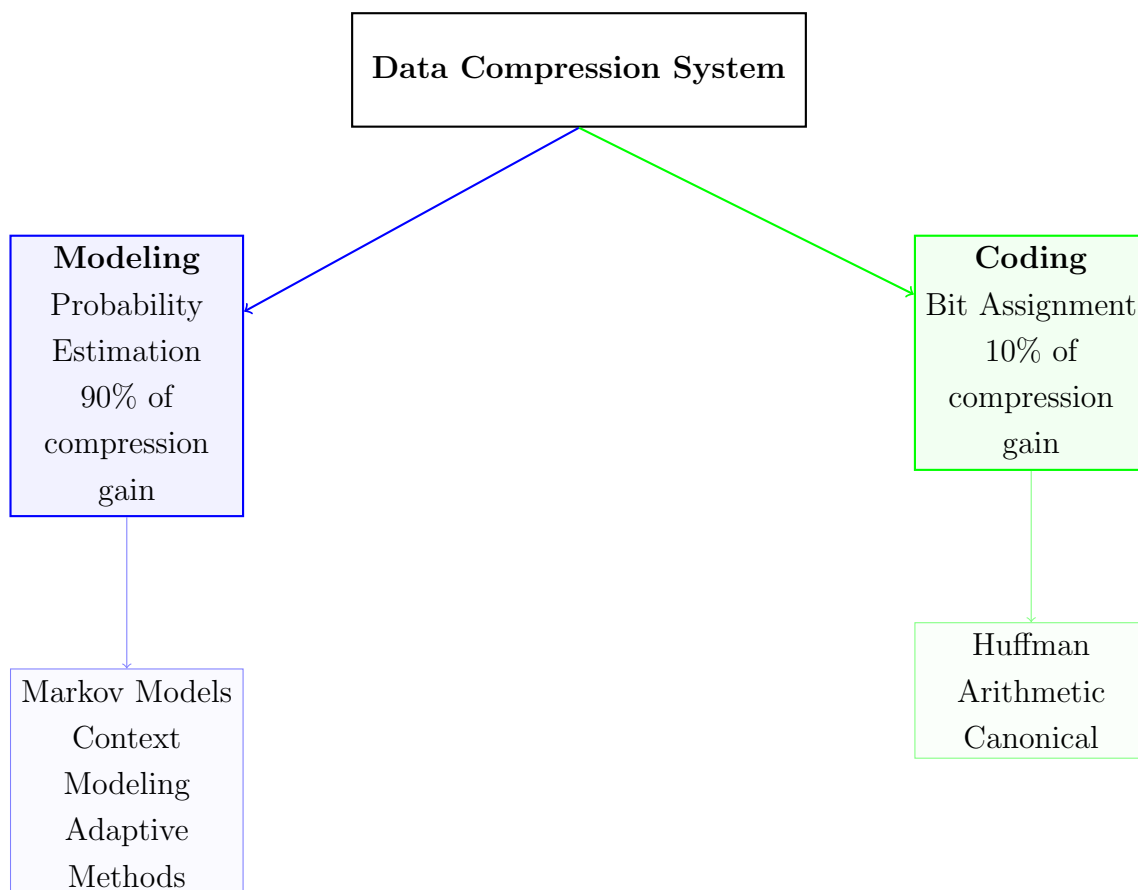 Data Compression System
Modeling
Probability
Estimation
90% of
compression
gain
Coding
Bit Assignment
10% of
compression
gain
Markov Models
Context
Modeling
Adaptive
Methods
Huffman
Arithmetic
Canonical